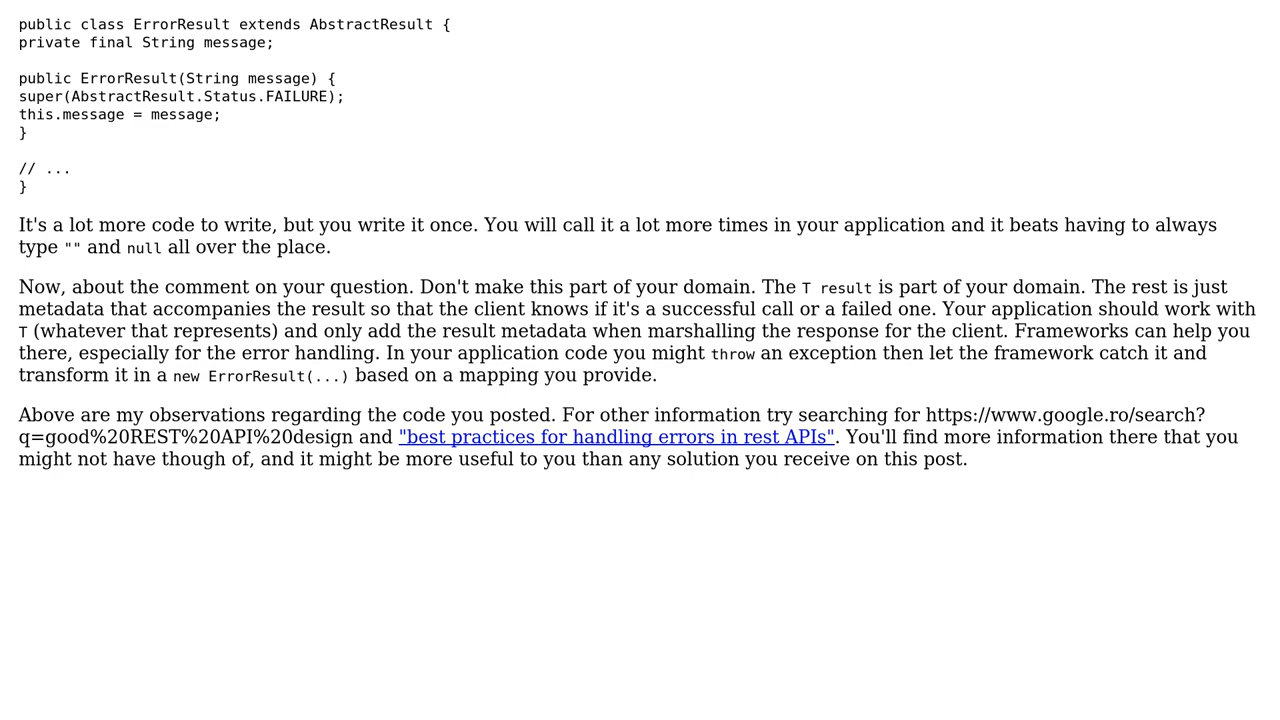 public class ErrorResult extends AbstractResult {
private final String message;
public ErrorResult(String message) {
super(AbstractResult.Status.FAILURE);
this.message = message;
}
// ...
}
It's a lot more code to write, but you write it once. You will call it a lot more times in your application and it beats having to always
type "" and null all over the place.
Now, about the comment on your question. Don't make this part of your domain. The T result is part of your domain. The rest is just
metadata that accompanies the result so that the client knows if it's a successful call or a failed one. Your application should work with
T (whatever that represents) and only add the result metadata when marshalling the response for the client. Frameworks can help you
there, especially for the error handling. In your application code you might throw an exception then let the framework catch it and
transform it in a new ErrorResult(...) based on a mapping you provide.
Above are my observations regarding the code you posted. For other information try searching for https://www.google.ro/search?
q=good%20REST%20API%20design and "best practices for handling errors in rest APIs". You'll find more information there that you
might not have though of, and it might be more useful to you than any solution you receive on this post.